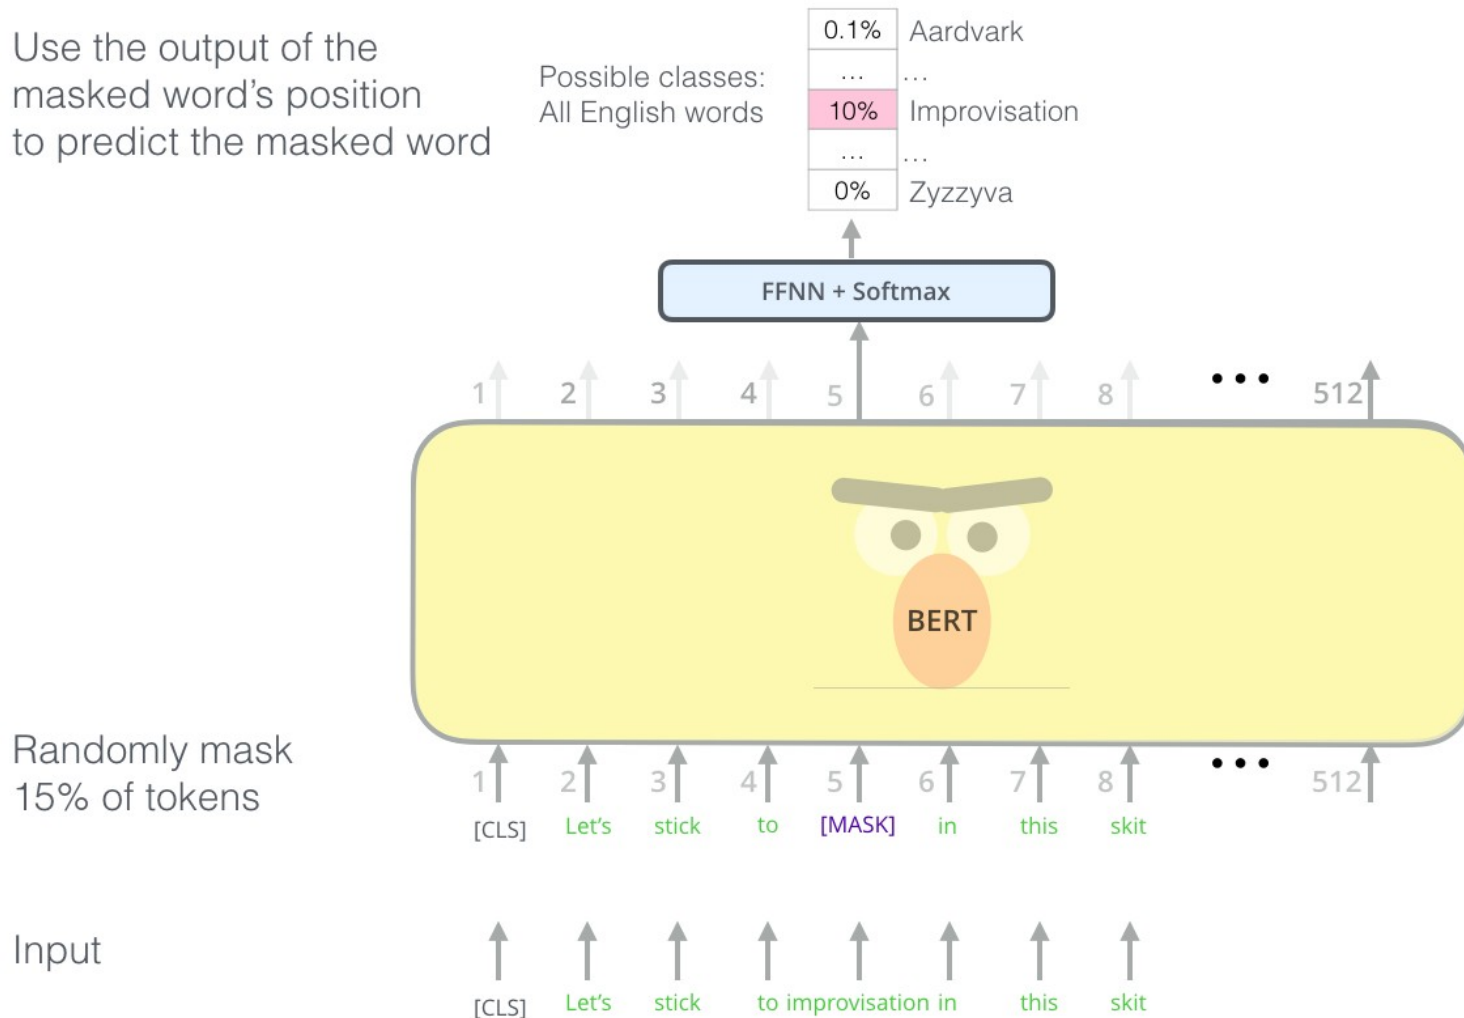 Use the output of the
masked word's position
to predict the masked word
Possible classes:
All English words
0.1% Aardvark
... ...
10% Improvisation
... ...
0% Zyzzyva
FFNN + Softmax
1 2 3 4 5 6 7 8 ... 512
BERT
Randomly mask
15% of tokens
1 2 3 4 5 6 7 8 ... 512
[CLS] Let's stick to [MASK] in this skit
Input
[CLS] Let's stick to improvisation in this skit